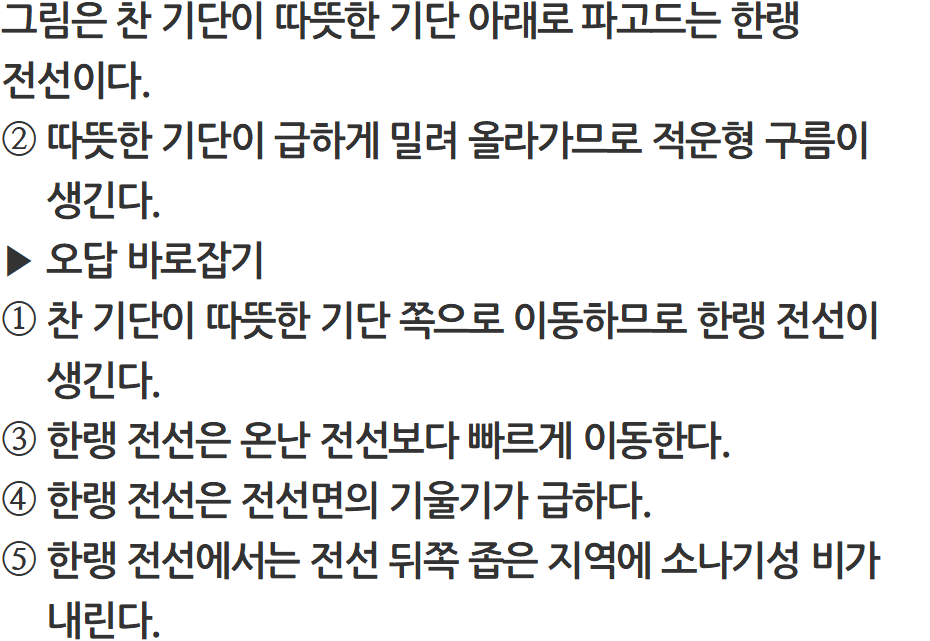 그림은 찬 기단이 따뜻한 기단 아래로 파고드는 한랭
전선이다.
② 따뜻한 기단이 급하게 밀려 올라가므로 적운형 구름이
생긴다.
▶ 오답 바로잡기
① 찬 기단이 따뜻한 기단 쪽으로 이동하므로 한랭 전선이
생긴다.
③ 한랭 전선은 온난 전선보다 빠르게 이동한다.
④ 한랭 전선은 전선면의 기울기가 급하다.
⑤ 한랭 전선에서는 전선 뒤쪽 좁은 지역에 소나기성 비가
내린다.